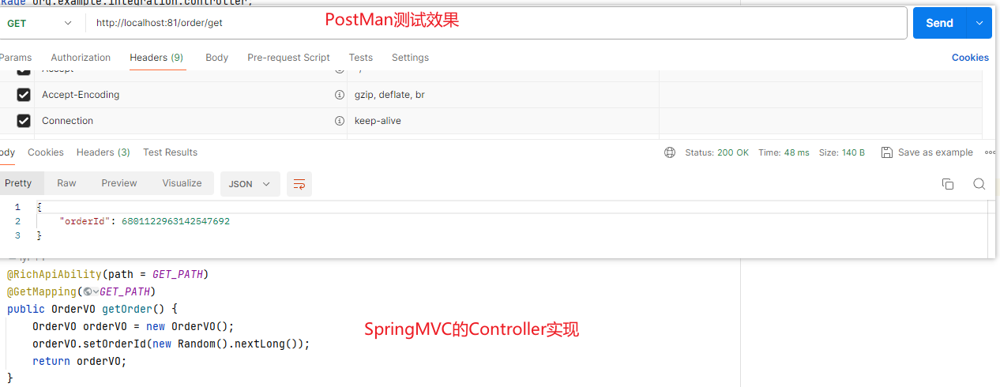 kage org.example.integration.controller;
GET http://localhost:81/order/get PostMan测试效果 Send
Params Authorization Headers (9) Body Pre-request Script Tests Settings Cookies
Accept-Encoding gzip, deflate, br
Connection keep-alive
ody Cookies Headers (3) Test Results Status: 200 OK Time: 48 ms Size: 140 B Save as example
Pretty Raw Preview Visualize JSON
1 {
2 "orderId": 6801122963142547692
3 }
@RichApiAbility(path = GET_PATH)
@GetMapping(GET_PATH)
public OrderVO getOrder() {
OrderVO orderVO = new OrderVO();
orderVO.setOrderId(new Random().nextLong());
return orderVO;
}
SpringMVC的Controller实现